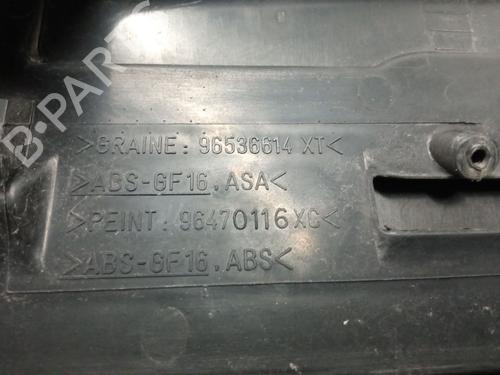 B-PARTS
>GRAINE: 96536614 XT<
>ABS-GF16.ASA<
>PEINT: 96470116XC<
>ABS-GF16.ABS<